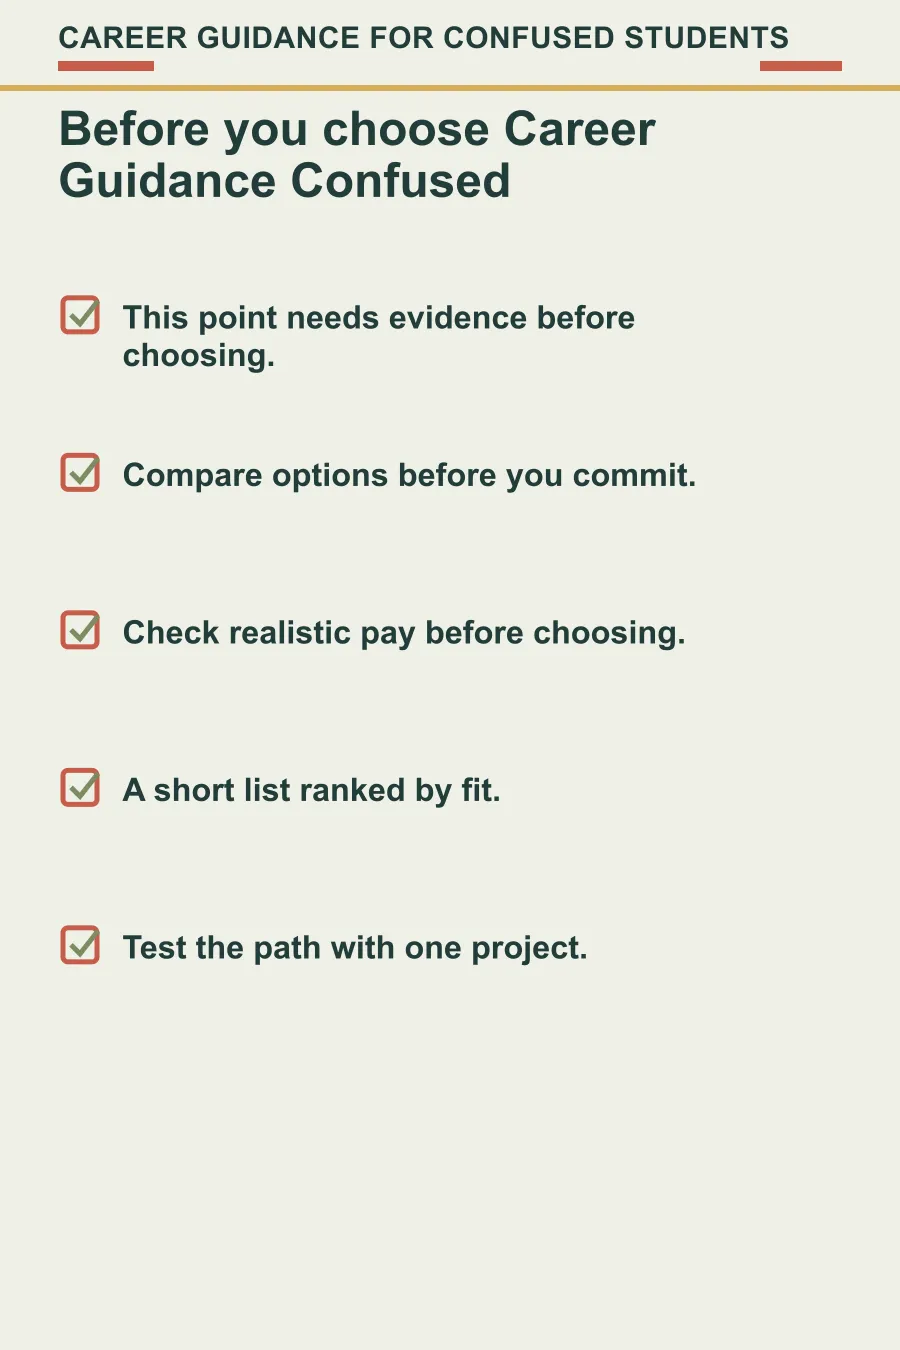 CAREER GUIDANCE FOR CONFUSED STUDENTS
Before you choose Career
Guidance Confused
This point needs evidence before
choosing.
Compare options before you commit.
Check realistic pay before choosing.
A short list ranked by fit.
Test the path with one project.